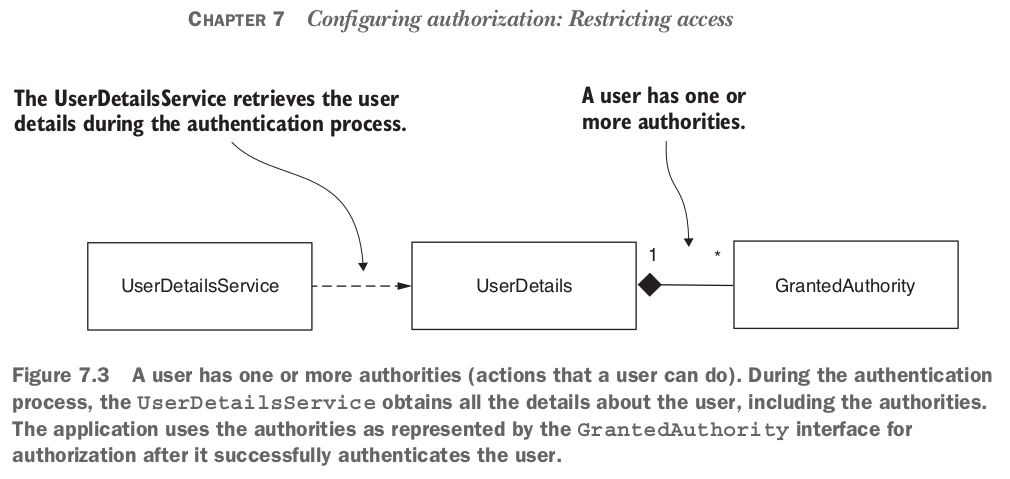 CHAPTER 7 Configuring authorization: Restricting access
The UserDetailsService retrieves the user
details during the authentication process.
A user has one or
more authorities.
UserDetailsService
UserDetails
1
*
GrantedAuthority
Figure 7.3 A user has one or more authorities (actions that a user can do). During the authentication
process, the UserDetailsService obtains all the details about the user, including the authorities.
The application uses the authorities as represented by the GrantedAuthority interface for
authorization after it successfully authenticates the user.